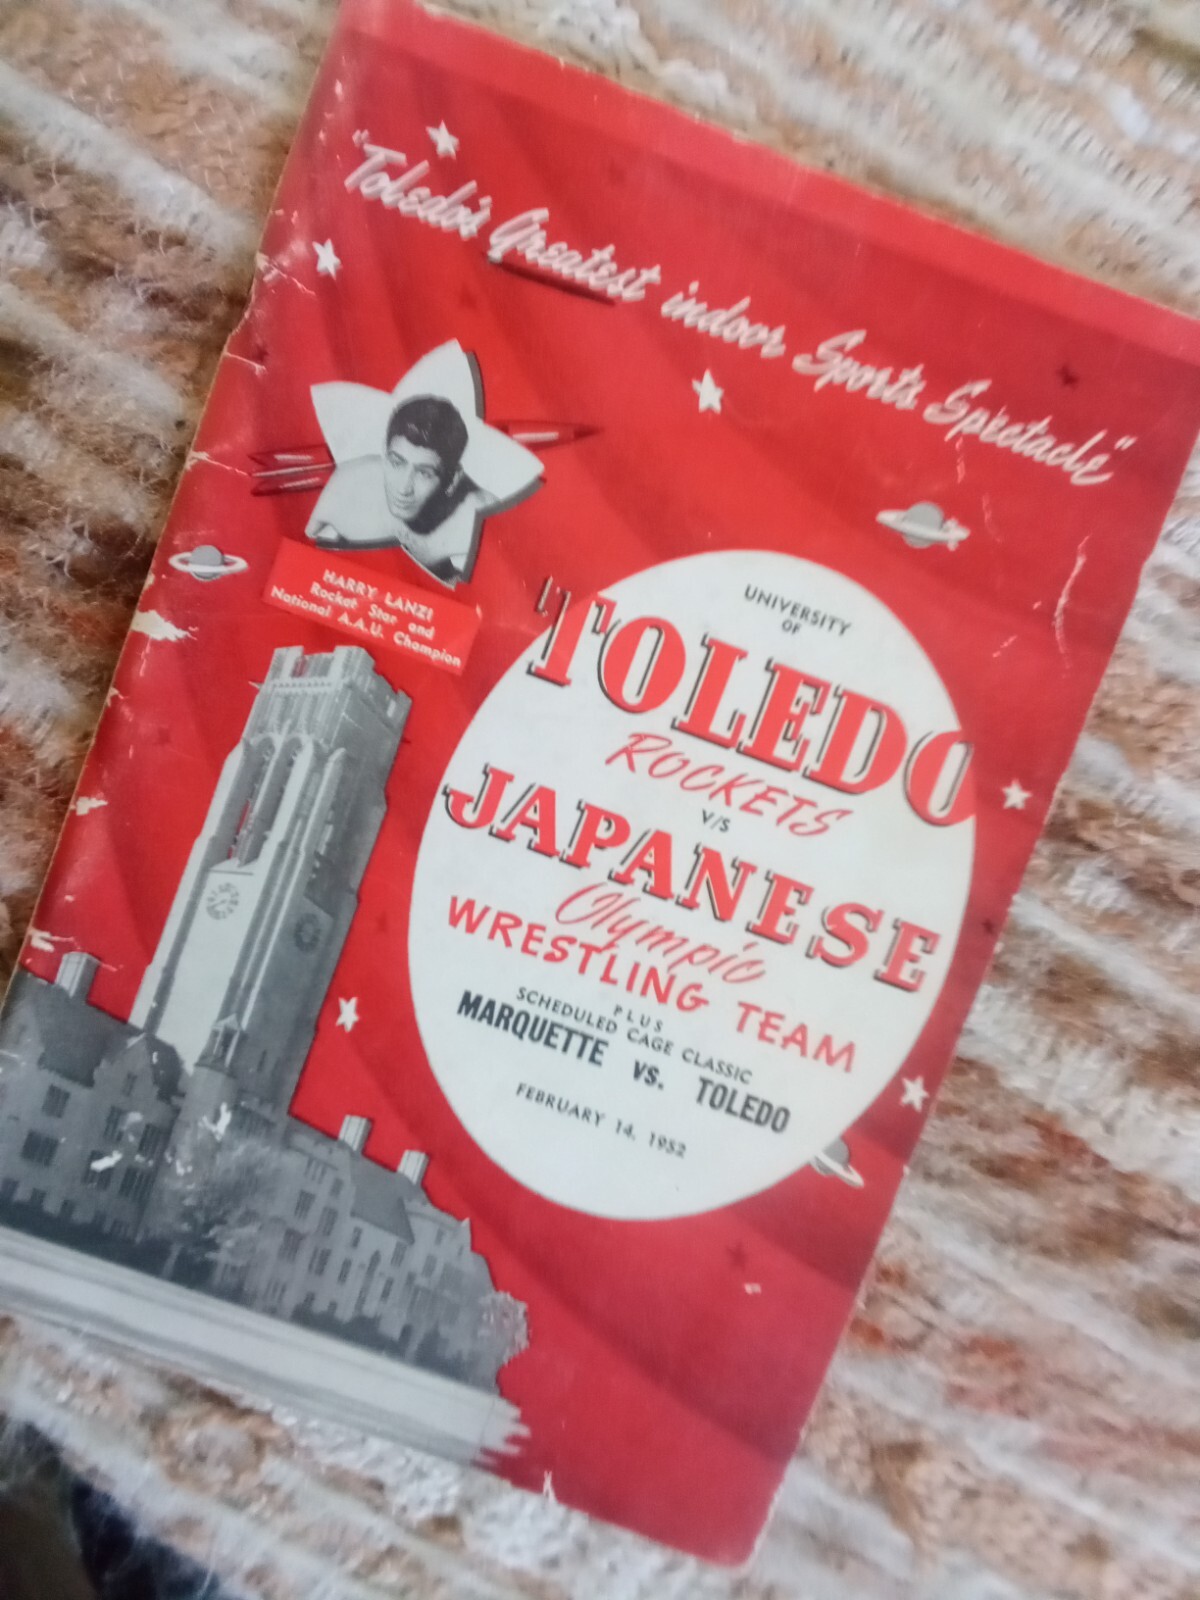 "Toledo's Greatest indoor Sports Spectacle"
HARRY LANZI
Rocket Star and
National A.A.U. Champion
UNIVERSITY
OF
TOLEDO
ROCKETS
V/S
JAPANESE
Olympic
WRESTLING TEAM
PLUS
SCHEDULED CAGE CLASSIC
MARQUETTE vs. TOLEDO
FEBRUARY 14, 1952